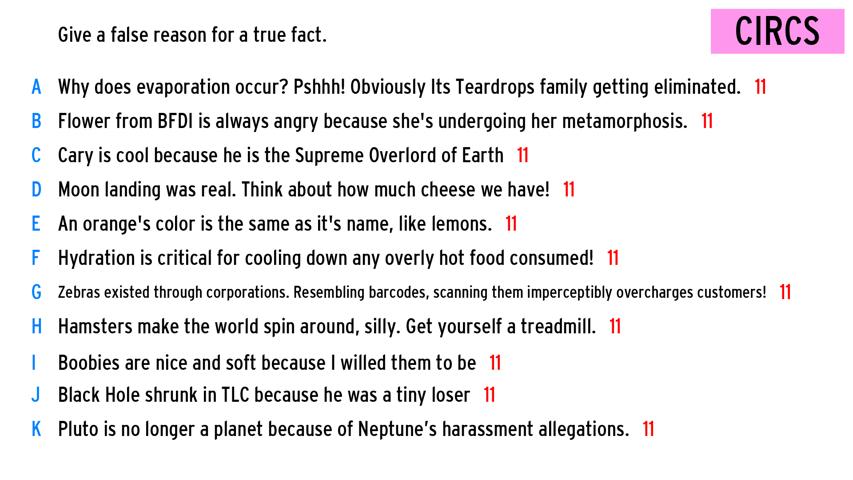 Give a false reason for a true fact.
CIRCS
A Why does evaporation occur? Pshhh! Obviously Its Teardrops family getting eliminated. 11
B Flower from BFDI is always angry because she's undergoing her metamorphosis. 11
C Cary is cool because he is the Supreme Overlord of Earth 11
D Moon landing was real. Think about how much cheese we have! 11
E An orange's color is the same as it's name, like lemons. 11
F Hydration is critical for cooling down any overly hot food consumed! 11
G Zebras existed through corporations. Resembling barcodes, scanning them imperceptibly overcharges customers! 11
H Hamsters make the world spin around, silly. Get yourself a treadmill. 11
I Boobies are nice and soft because I willed them to be 11
J Black Hole shrunk in TLC because he was a tiny loser 11
K Pluto is no longer a planet because of Neptune’s harassment allegations. 11